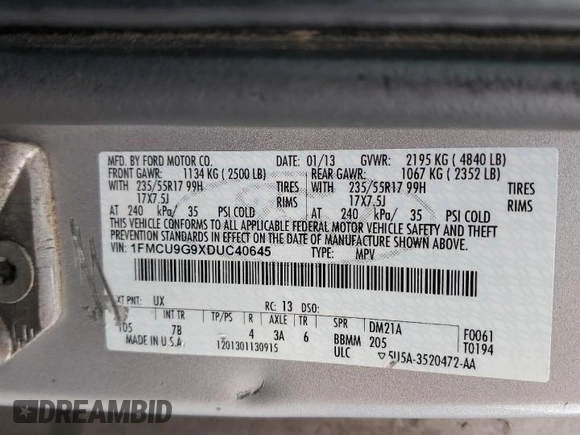 MFD. BY FORD MOTOR CO. DATE: 01/13 GVWR: 2195 KG ( 4840 LB)
FRONT GAWR: 1134 KG ( 2500 LB) REAR GAWR: 1067 KG ( 2352 LB)
WITH 235/55R17 99H TIRES WITH 235/55R17 99H TIRES
17X7.5J RIMS 17X7.5J RIMS
AT 240 kPa/ 35 PSI COLD AT 240 kPa/ 35 PSI COLD
THIS VEHICLE CONFORMS TO ALL APPLICABLE FEDERAL MOTOR VEHICLE SAFETY AND THEFT
PREVENTION STANDARDS IN EFFECT ON THE DATE OF MANUFACTURE SHOWN ABOVE.
VIN: 1FMCU9G9XDUC40645 TYPE: MPV
XT PNT: UX RC: 13 DSO:
INT TR TP/PS R AXLE TR SPR DM21A F0061
105 7B 4 3A 6 BBMM 205 T0194
MADE IN U.S.A. 1201301130915 ULC ▽5U5A-3520472-AA
DREAMBID